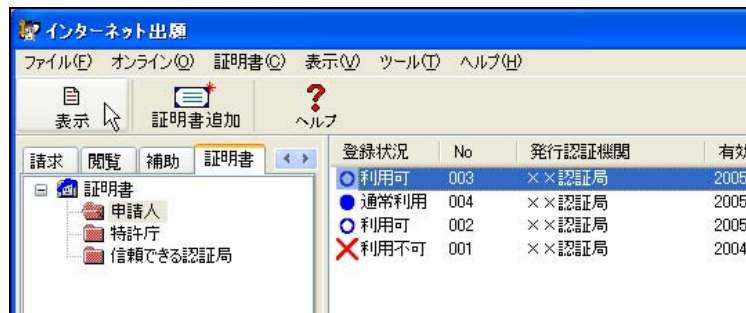 インターネット出願
ファイル(F) オンライン(O) 証明書(C) 表示(V) ツール(T) ヘルプ(H)
表示 証明書追加 ヘルプ
請求 閲覧 補助 証明書
証明書
申請人
特許庁
信頼できる認証局
登録状況 No 発行認証機関 有効
利用可 003 ××認証局 2005
通常利用 004 ××認証局 2005
利用可 002 ××認証局 2005
利用不可 001 ××認証局 2004